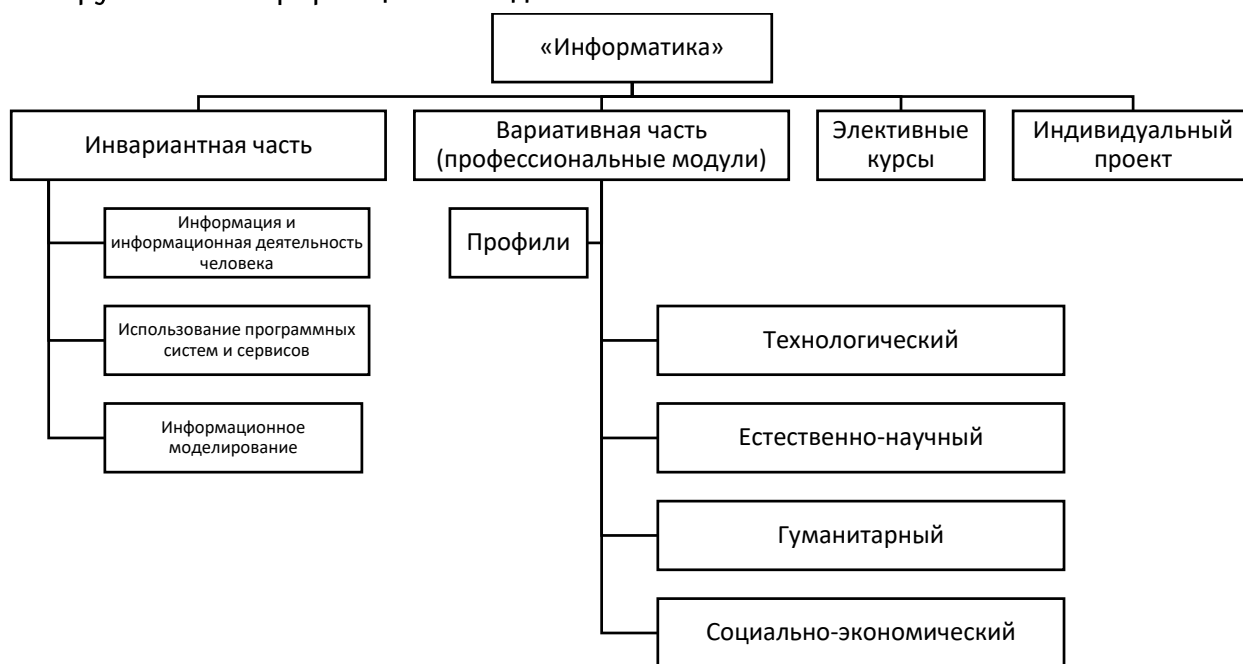 «Информатика»
Инвариантная часть
Вариативная часть
(профессиональные модули)
Элективные
курсы
Индивидуальный
проект
Информация и
информационная деятельность
человека
Использование программных
систем и сервисов
Информационное
моделирование
Профили
Технологический
Естественно-научный
Гуманитарный
Социально-экономический